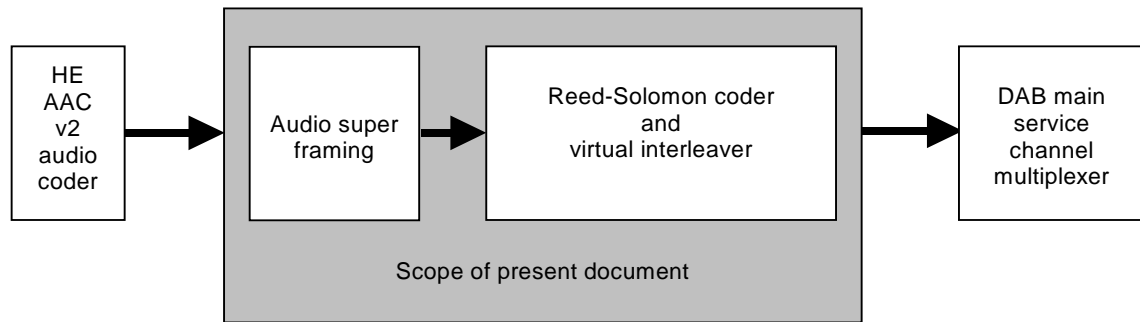 HE
AAC
v2
audio
coder
Audio super
framing
Reed-Solomon coder
and
virtual interleaver
DAB main
service
channel
multiplexer
Scope of present document